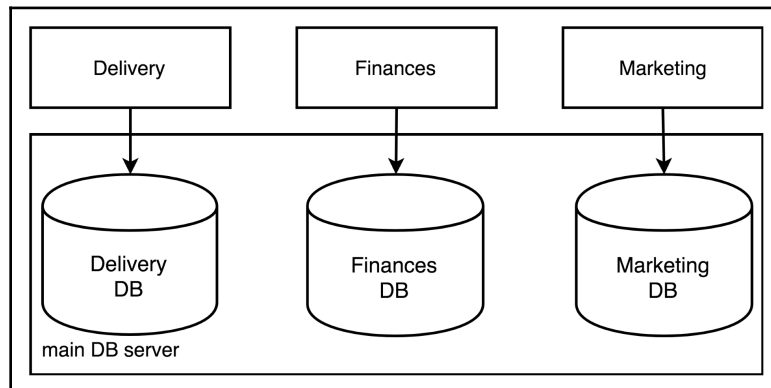 Delivery
Finances
Marketing
Delivery
DB
Finances
DB
Marketing
DB
main DB server